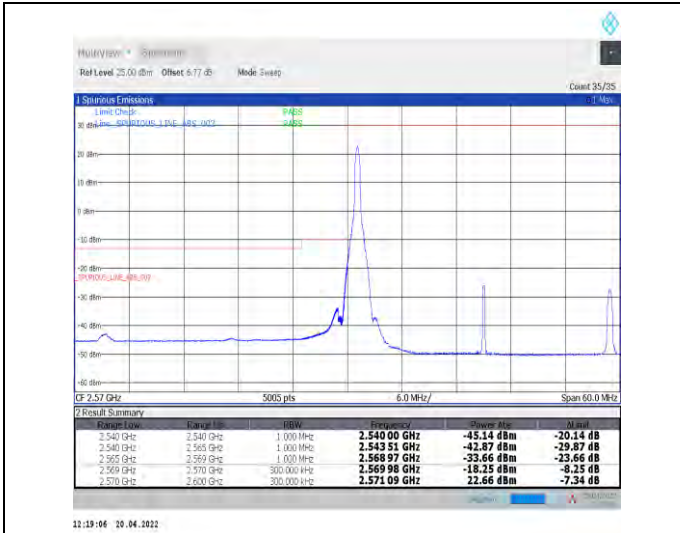 MultiView
Ref Level 25.00 dBm Offset 6.77 dB Mode Sweep
Count 35/35
1 Spurious Emissions
Limit Check PASS
Line _SPURIOUS_LINE_ABS_002 PASS
30 dBm
20 dBm
10 dBm
0 dBm
-10 dBm
-20 dBm
_SPURIOUS_LINE_ABS_002
-30 dBm
-40 dBm
-50 dBm
-60 dBm
CF 2.57 GHz 5005 pts 6.0 MHz/ Span 60.0 MHz
2 Result Summary
Range Low Range Up RBW Frequency Power Abs ΔLimit
2.540 GHz 2.540 GHz 1.000 MHz 2.540 00 GHz -45.14 dBm -20.14 dB
2.540 GHz 2.565 GHz 1.000 MHz 2.543 51 GHz -42.87 dBm -29.87 dB
2.565 GHz 2.569 GHz 1.000 MHz 2.568 97 GHz -33.66 dBm -23.66 dB
2.569 GHz 2.570 GHz 300.000 kHz 2.569 98 GHz -18.25 dBm -8.25 dB
2.570 GHz 2.600 GHz 300.000 kHz 2.571 09 GHz 22.66 dBm -7.34 dB
12:19:06 20.04.2022